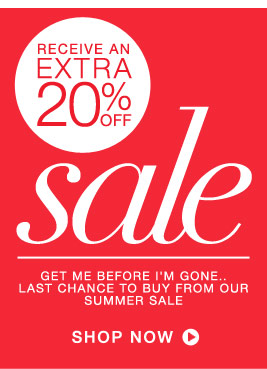 RECEIVE AN
EXTRA
20%
OFF
sale
GET ME BEFORE I'M GONE..
LAST CHANCE TO BUY FROM OUR
SUMMER SALE
SHOP NOW